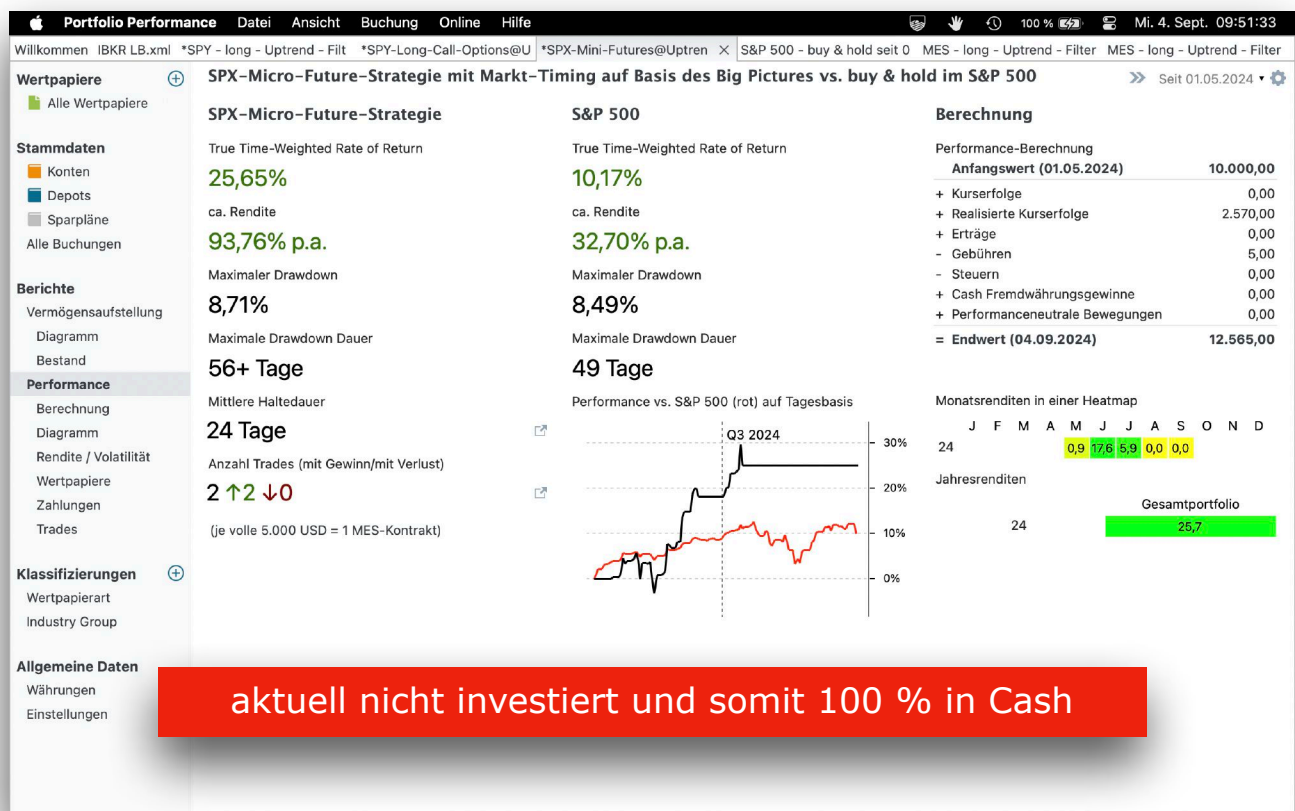 Portfolio Performance Datei Ansicht Buchung Online Hilfe 100 % Mi. 4. Sept. 09:51:33
Willkommen IBKR LB.xml *SPY - long - Uptrend - Filt *SPY-Long-Call-Options@U *SPX-Mini-Futures@Uptren × S&P 500 - buy & hold seit 0 MES - long - Uptrend - Filter MES - long - Uptrend - Filter
Wertpapiere
Alle Wertpapiere
Stammdaten
Konten
Depots
Sparpläne
Alle Buchungen
Berichte
Vermögensaufstellung
Diagramm
Bestand
Performance
Berechnung
Diagramm
Rendite / Volatilität
Wertpapiere
Zahlungen
Trades
Klassifizierungen
Wertpapierart
Industry Group
Allgemeine Daten
Währungen
Einstellungen
SPX-Micro-Future-Strategie mit Markt-Timing auf Basis des Big Pictures vs. buy & hold im S&P 500
Seit 01.05.2024
SPX-Micro-Future-Strategie
True Time-Weighted Rate of Return
25,65%
ca. Rendite
93,76% p.a.
Maximaler Drawdown
8,71%
Maximale Drawdown Dauer
56+ Tage
Mittlere Haltedauer
24 Tage
Anzahl Trades (mit Gewinn/mit Verlust)
2 ↑2 ↓0
(je volle 5.000 USD = 1 MES-Kontrakt)
S&P 500
True Time-Weighted Rate of Return
10,17%
ca. Rendite
32,70% p.a.
Maximaler Drawdown
8,49%
Maximale Drawdown Dauer
49 Tage
Performance vs. S&P 500 (rot) auf Tagesbasis
Q3 2024
30%
20%
10%
0%
Berechnung
Performance-Berechnung
Anfangswert (01.05.2024) 10.000,00
+ Kurserfolge 0,00
+ Realisierte Kurserfolge 2.570,00
+ Erträge 0,00
- Gebühren 5,00
- Steuern 0,00
+ Cash Fremdwährungsgewinne 0,00
+ Performanceneutrale Bewegungen 0,00
= Endwert (04.09.2024) 12.565,00
Monatsrenditen in einer Heatmap
J F M A M J J A S O N D
24 0,9 17,6 5,9 0,0 0,0
Jahresrenditen
Gesamtportfolio
24 25,7
aktuell nicht investiert und somit 100 % in Cash